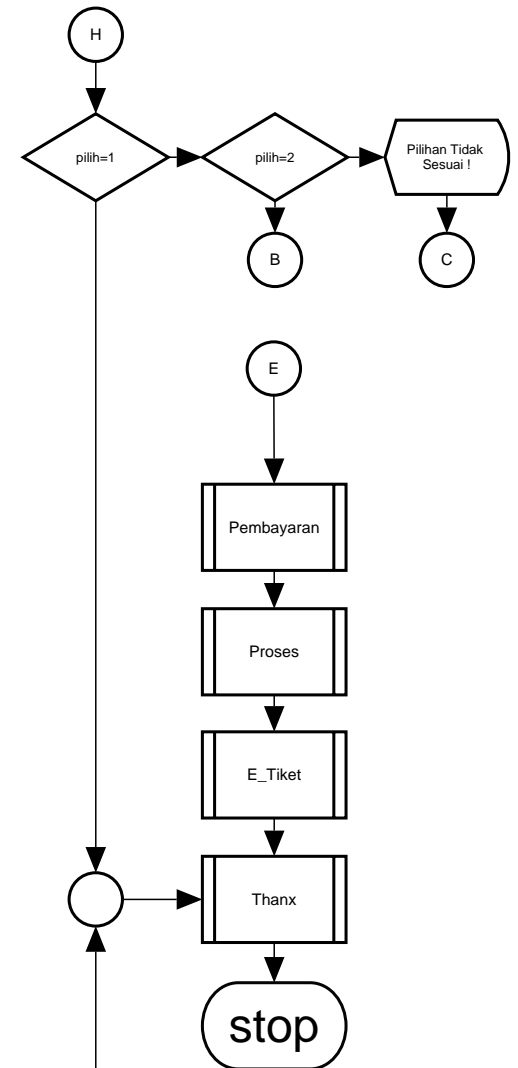 H
pilih=1
pilih=2
Pilihan Tidak
Sesuai !
B
C
E
Pembayaran
Proses
E_Tiket
Thanx
stop